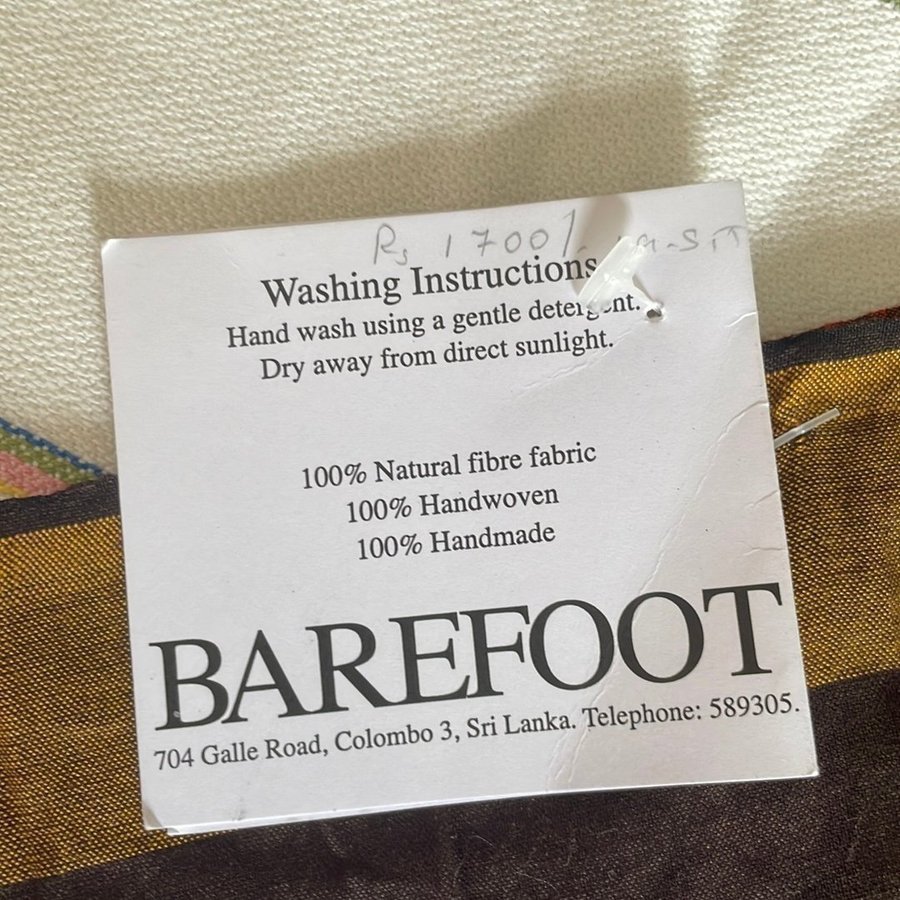 Rs 1700/-
Washing Instructions
Hand wash using a gentle detergent.
Dry away from direct sunlight.
100% Natural fibre fabric
100% Handwoven
100% Handmade
BAREFOOT
704 Galle Road, Colombo 3, Sri Lanka. Telephone: 589305.